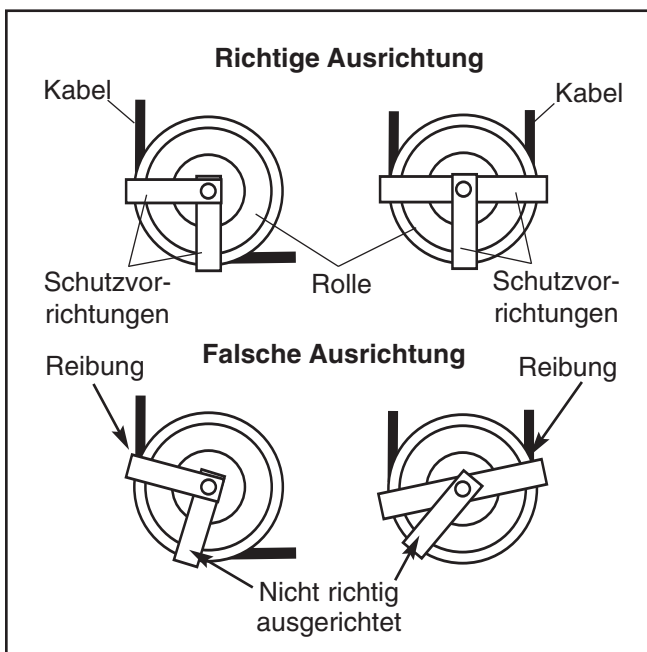 Richtige Ausrichtung
Kabel
Kabel
Schutzvor-
richtungen
Rolle
Schutzvor-
richtungen
Falsche Ausrichtung
Reibung
Reibung
Nicht richtig
ausgerichtet